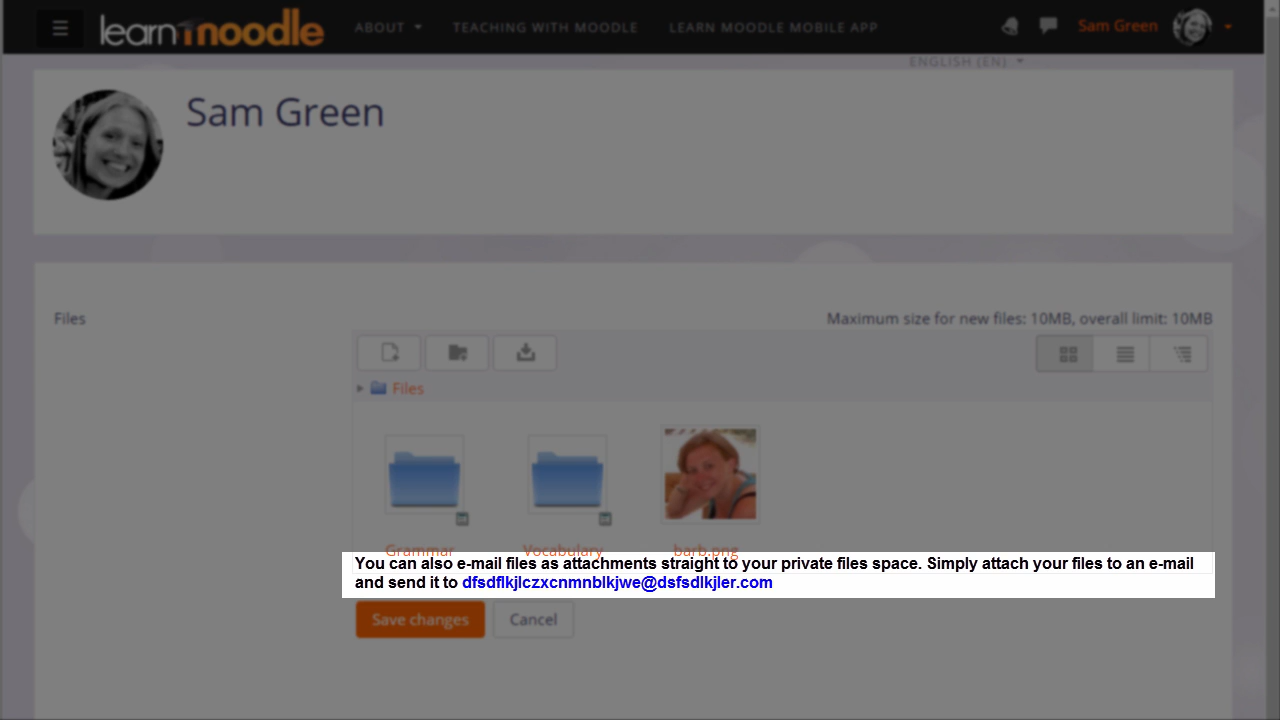 learn moodle
ABOUT
TEACHING WITH MOODLE
LEARN MOODLE MOBILE APP
Sam Green
ENGLISH (EN)
Sam Green
Files
Maximum size for new files: 10MB, overall limit: 10MB
Files
Grammar
Vocabulary
barb.png
You can also e-mail files as attachments straight to your private files space. Simply attach your files to an e-mail
and send it to dfsdflkjlczxcnmnblkjwe@dsfsdlkjler.com
Save changes
Cancel